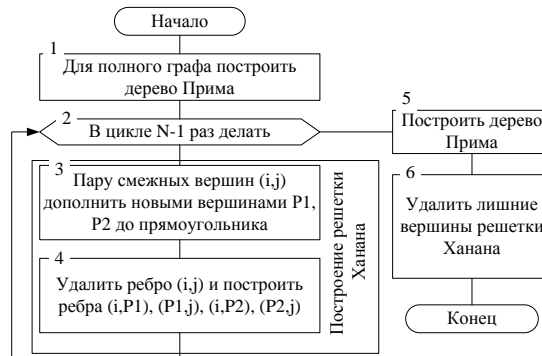 Начало
1
Для полного графа построить
дерево Прима
2
В цикле N-1 раз делать
3
Пару смежных вершин (i,j)
дополнить новыми вершинами P1,
P2 до прямоугольника
4
Удалить ребро (i,j) и построить
ребра (i,P1), (P1,j), (i,P2), (P2,j)
Построение решетки
Ханана
5
Построить дерево
Прима
6
Удалить лишние
вершины решетки
Ханана
Конец